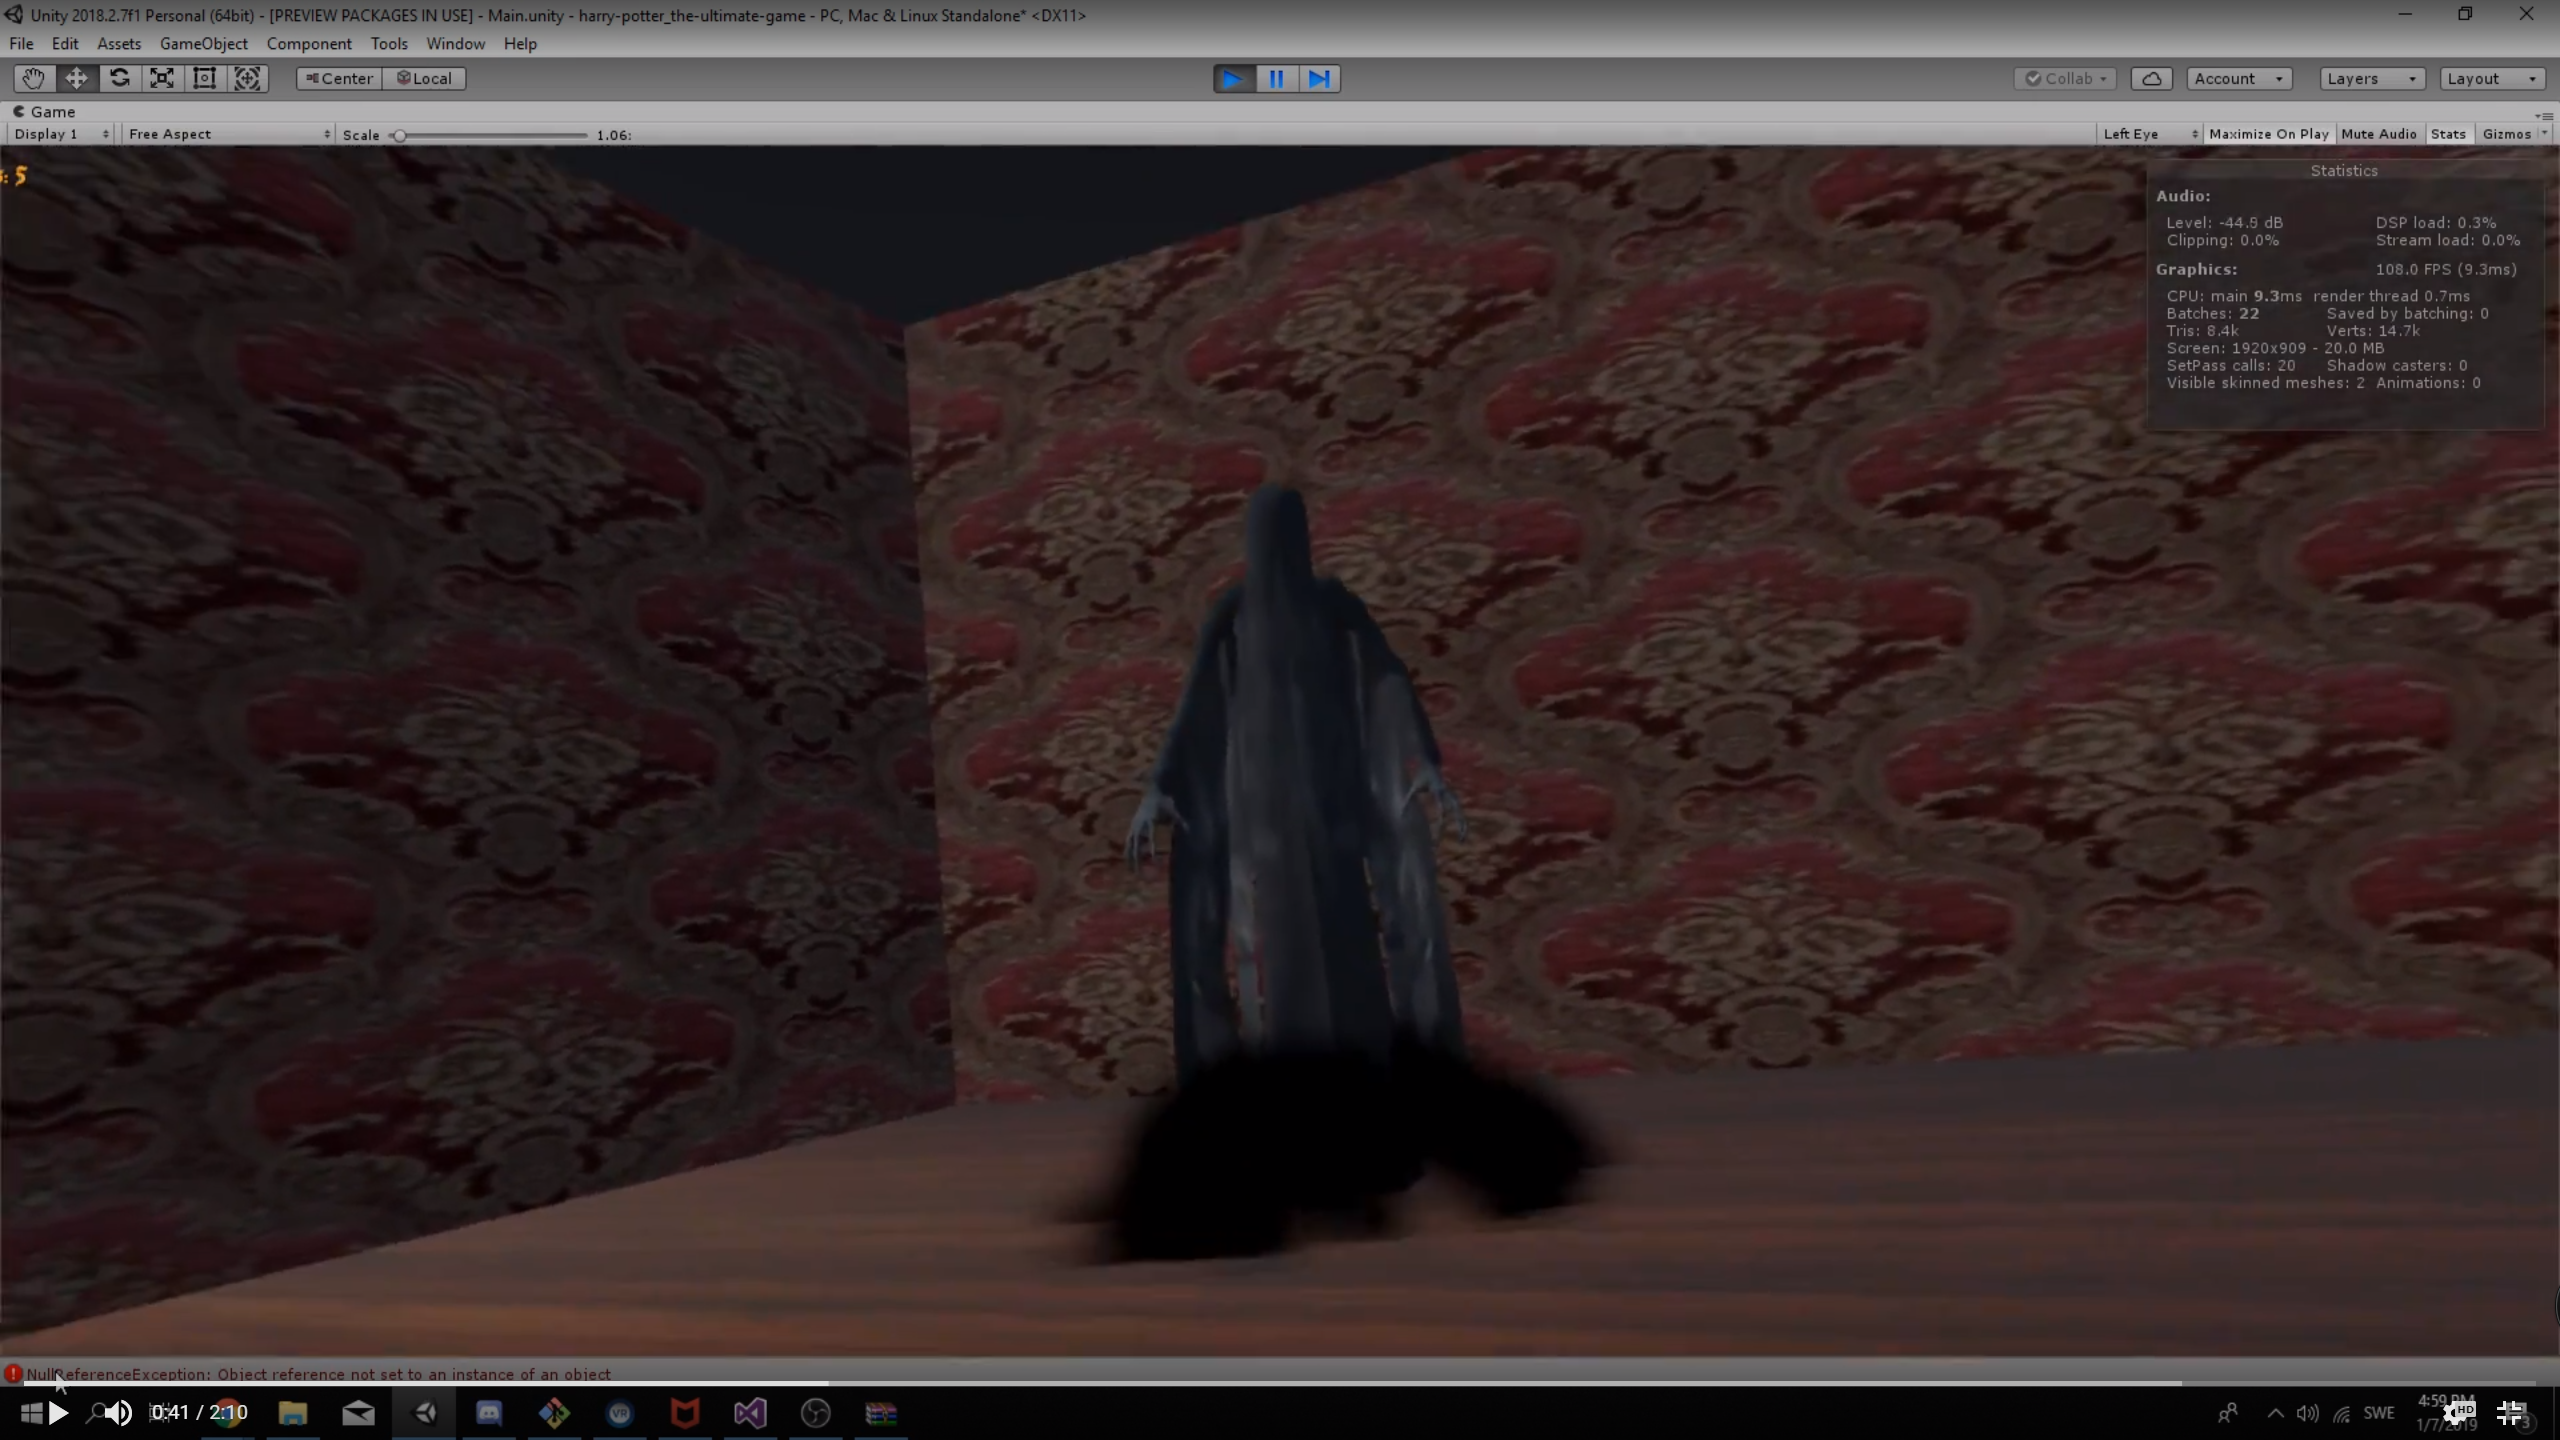 Unity 2018.2.7f1 Personal (64bit) - [PREVIEW PACKAGES IN USE] - Main.unity - harry-potter_the-ultimate-game - PC, Mac & Linux Standalone* <DX11>
File Edit Assets GameObject Component Tools Window Help
Center Local Collab Account Layers Layout
Game
Display 1 Free Aspect Scale 1.06: Left Eye Maximize On Play Mute Audio Stats Gizmos
: 5
Statistics
Audio:
Level: -44.5 dB DSP load: 0.3%
Clipping: 0.0% Stream load: 0.0%
Graphics: 108.0 FPS (9.3ms)
CPU: main 9.3ms render thread 0.7ms
Batches: 22 Saved by batching: 0
Tris: 8.4k Verts: 14.7k
Screen: 1920x909 - 20.0 MB
SetPass calls: 20 Shadow casters: 0
Visible skinned meshes: 2 Animations: 0
NullReferenceException: Object reference not set to an instance of an object
0:41 / 2:10 VR SWE 4:59 PM HD
1/7/2019 3